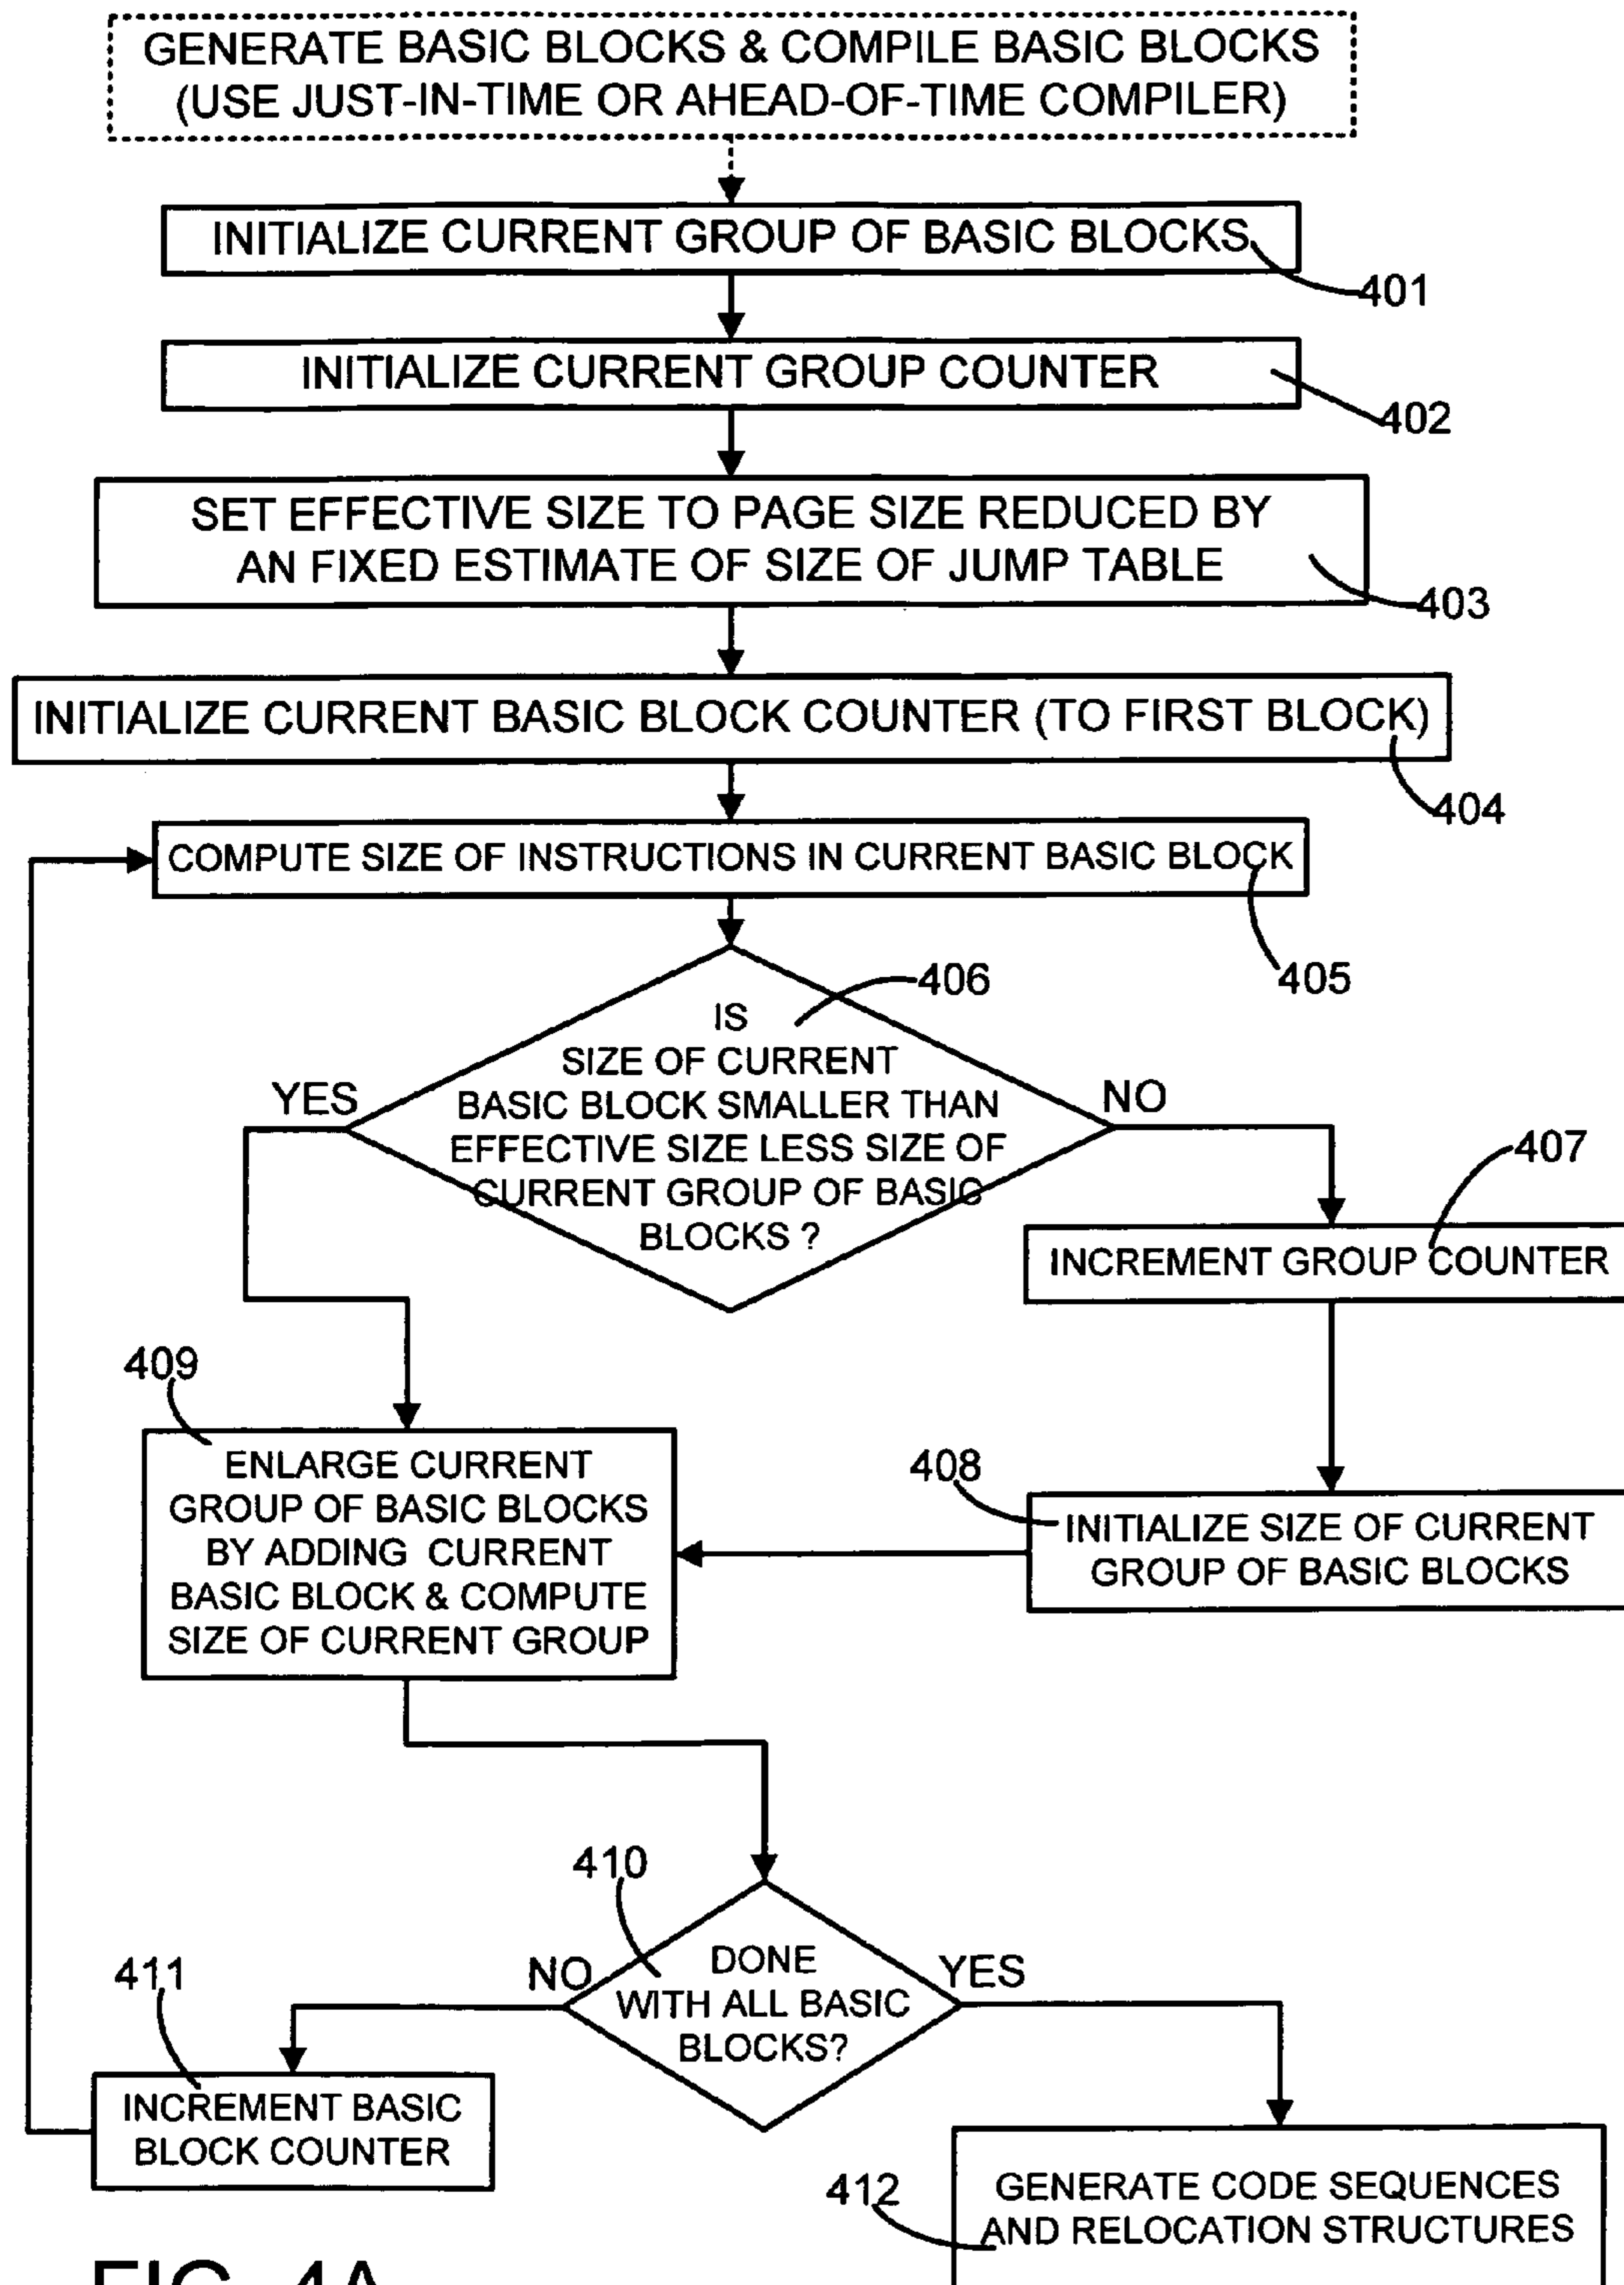 GENERATE BASIC BLOCKS & COMPILE BASIC BLOCKS
(USE JUST-IN-TIME OR AHEAD-OF-TIME COMPILER)
INITIALIZE CURRENT GROUP OF BASIC BLOCKS
401
INITIALIZE CURRENT GROUP COUNTER
402
SET EFFECTIVE SIZE TO PAGE SIZE REDUCED BY
AN FIXED ESTIMATE OF SIZE OF JUMP TABLE
403
INITIALIZE CURRENT BASIC BLOCK COUNTER (TO FIRST BLOCK)
404
COMPUTE SIZE OF INSTRUCTIONS IN CURRENT BASIC BLOCK
405
406
IS
SIZE OF CURRENT
BASIC BLOCK SMALLER THAN
EFFECTIVE SIZE LESS SIZE OF
CURRENT GROUP OF BASIC
BLOCKS ?
YES
NO
407
INCREMENT GROUP COUNTER
408
INITIALIZE SIZE OF CURRENT
GROUP OF BASIC BLOCKS
409
ENLARGE CURRENT
GROUP OF BASIC BLOCKS
BY ADDING CURRENT
BASIC BLOCK & COMPUTE
SIZE OF CURRENT GROUP
410
DONE
WITH ALL BASIC
BLOCKS?
NO
YES
411
INCREMENT BASIC
BLOCK COUNTER
412
GENERATE CODE SEQUENCES
AND RELOCATION STRUCTURES
FIG. 4A